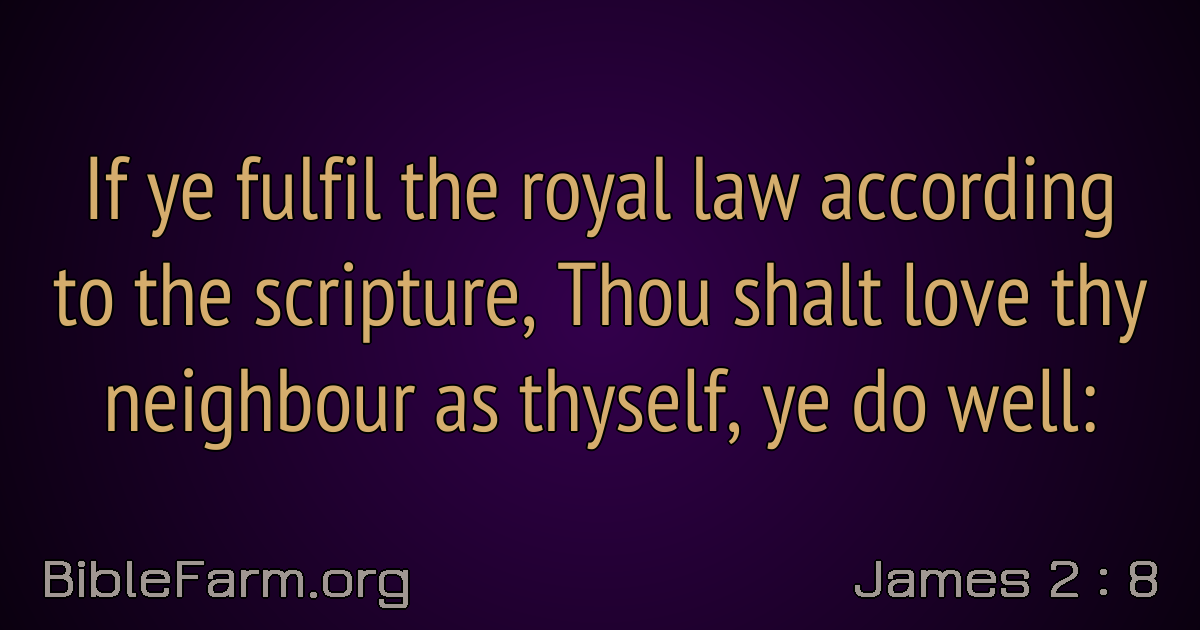 If ye fulfil the royal law according
to the scripture, Thou shalt love thy
neighbour as thyself, ye do well:
BibleFarm.org
James 2 : 8